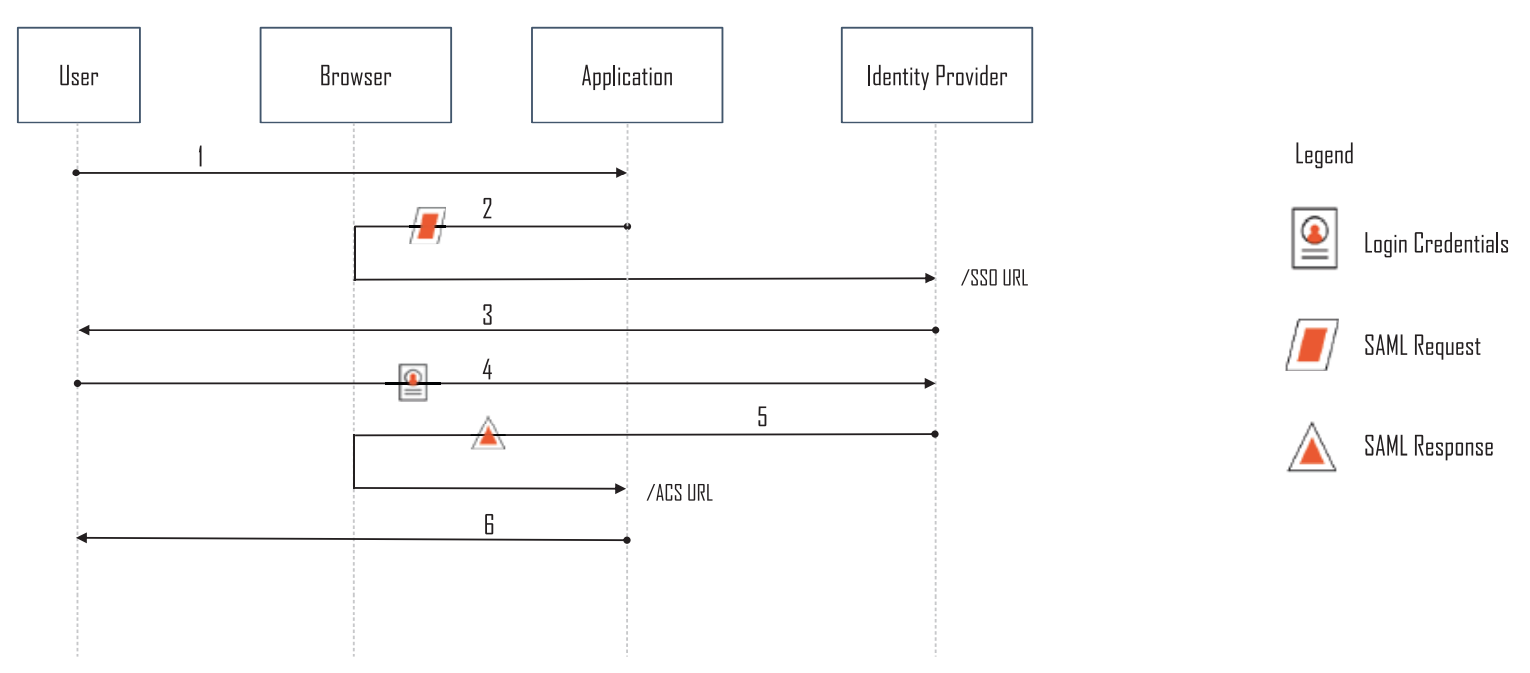 User
Browser
Application
Identity Provider
1
2
/SSO URL
3
4
5
/ACS URL
6
Legend
Login Credentials
SAML Request
SAML Response